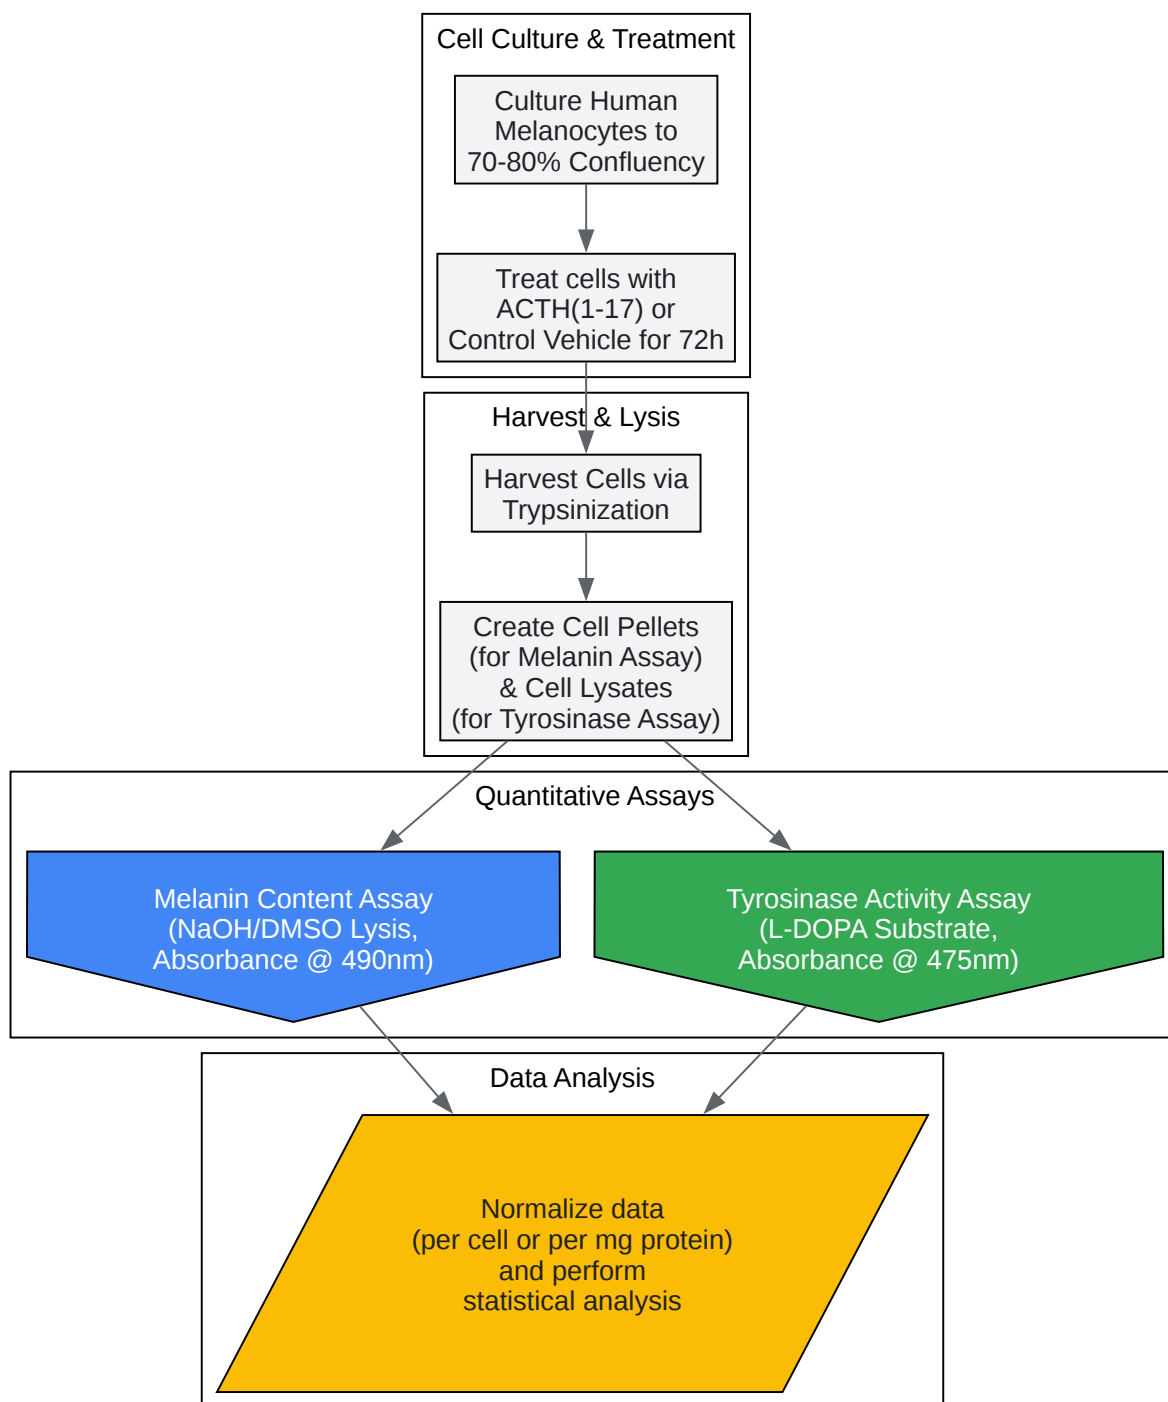 Cell Culture & Treatment
Culture Human
Melanocytes to
70-80% Confluency
Treat cells with
ACTH(1-17) or
Control Vehicle for 72h
Harvest & Lysis
Harvest Cells via
Trypsinization
Create Cell Pellets
(for Melanin Assay)
& Cell Lysates
(for Tyrosinase Assay)
Quantitative Assays
Melanin Content Assay
(NaOH/DMSO Lysis,
Absorbance @ 490nm)
Tyrosinase Activity Assay
(L-DOPA Substrate,
Absorbance @ 475nm)
Data Analysis
Normalize data
(per cell or per mg protein)
and perform
statistical analysis